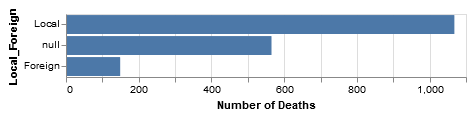 Local_Foreign
Local
null
Foreign
0 200 400 600 800 1,000
Number of Deaths